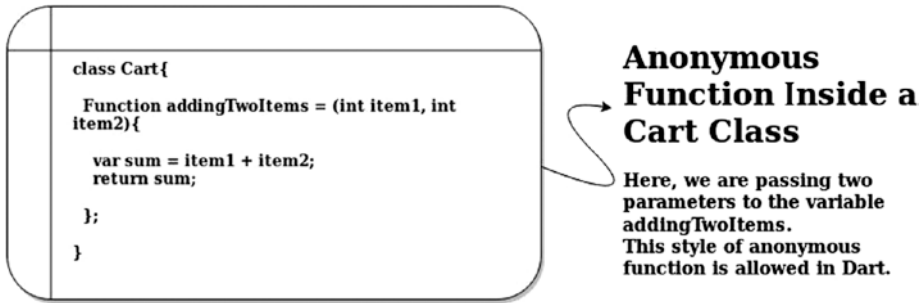 class Cart{
Function addingTwoItems = (int item1, int
item2){
var sum = item1 + item2;
return sum;
};
}
Anonymous
Function Inside a
Cart Class
Here, we are passing two
parameters to the variable
addingTwoItems.
This style of anonymous
function is allowed in Dart.